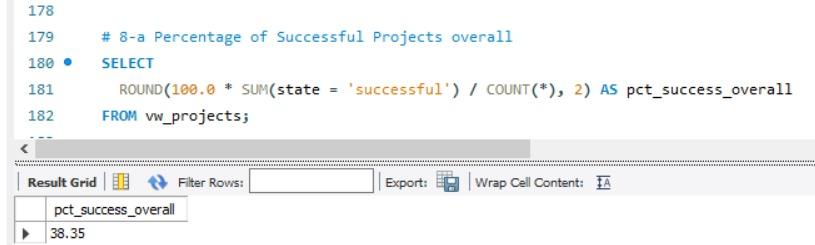 178
179 # 8-a Percentage of Successful Projects overall
180 SELECT
181 ROUND(100.0 * SUM(state = 'successful') / COUNT(*), 2) AS pct_success_overall
182 FROM vw_projects;
Result Grid Filter Rows: Export: Wrap Cell Content: IA
pct_success_overall
38.35